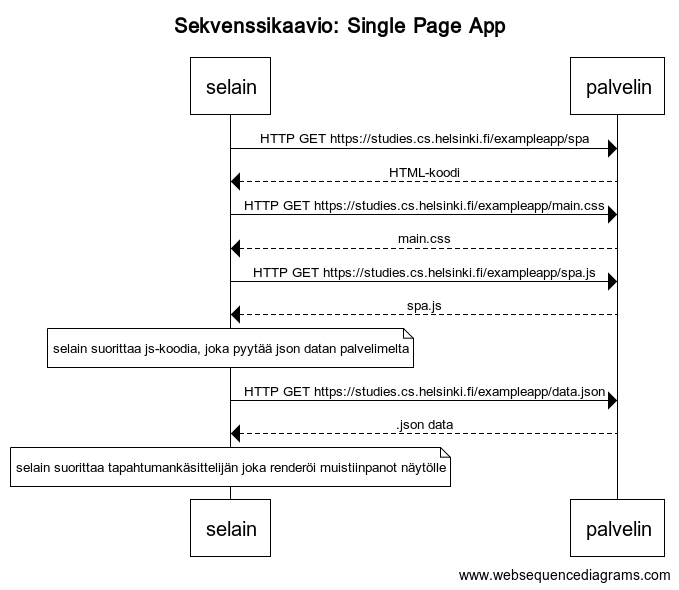 Sekvenssikaavio: Single Page App
selain
palvelin
HTTP GET https://studies.cs.helsinki.fi/exampleapp/spa
HTML-koodi
HTTP GET https://studies.cs.helsinki.fi/exampleapp/main.css
main.css
HTTP GET https://studies.cs.helsinki.fi/exampleapp/spa.js
spa.js
selain suorittaa js-koodia, joka pyytää json datan palvelimelta
HTTP GET https://studies.cs.helsinki.fi/exampleapp/data.json
.json data
selain suorittaa tapahtumankäsittelijän joka renderöi muistiinpanot näytölle
selain
palvelin
www.websequencediagrams.com